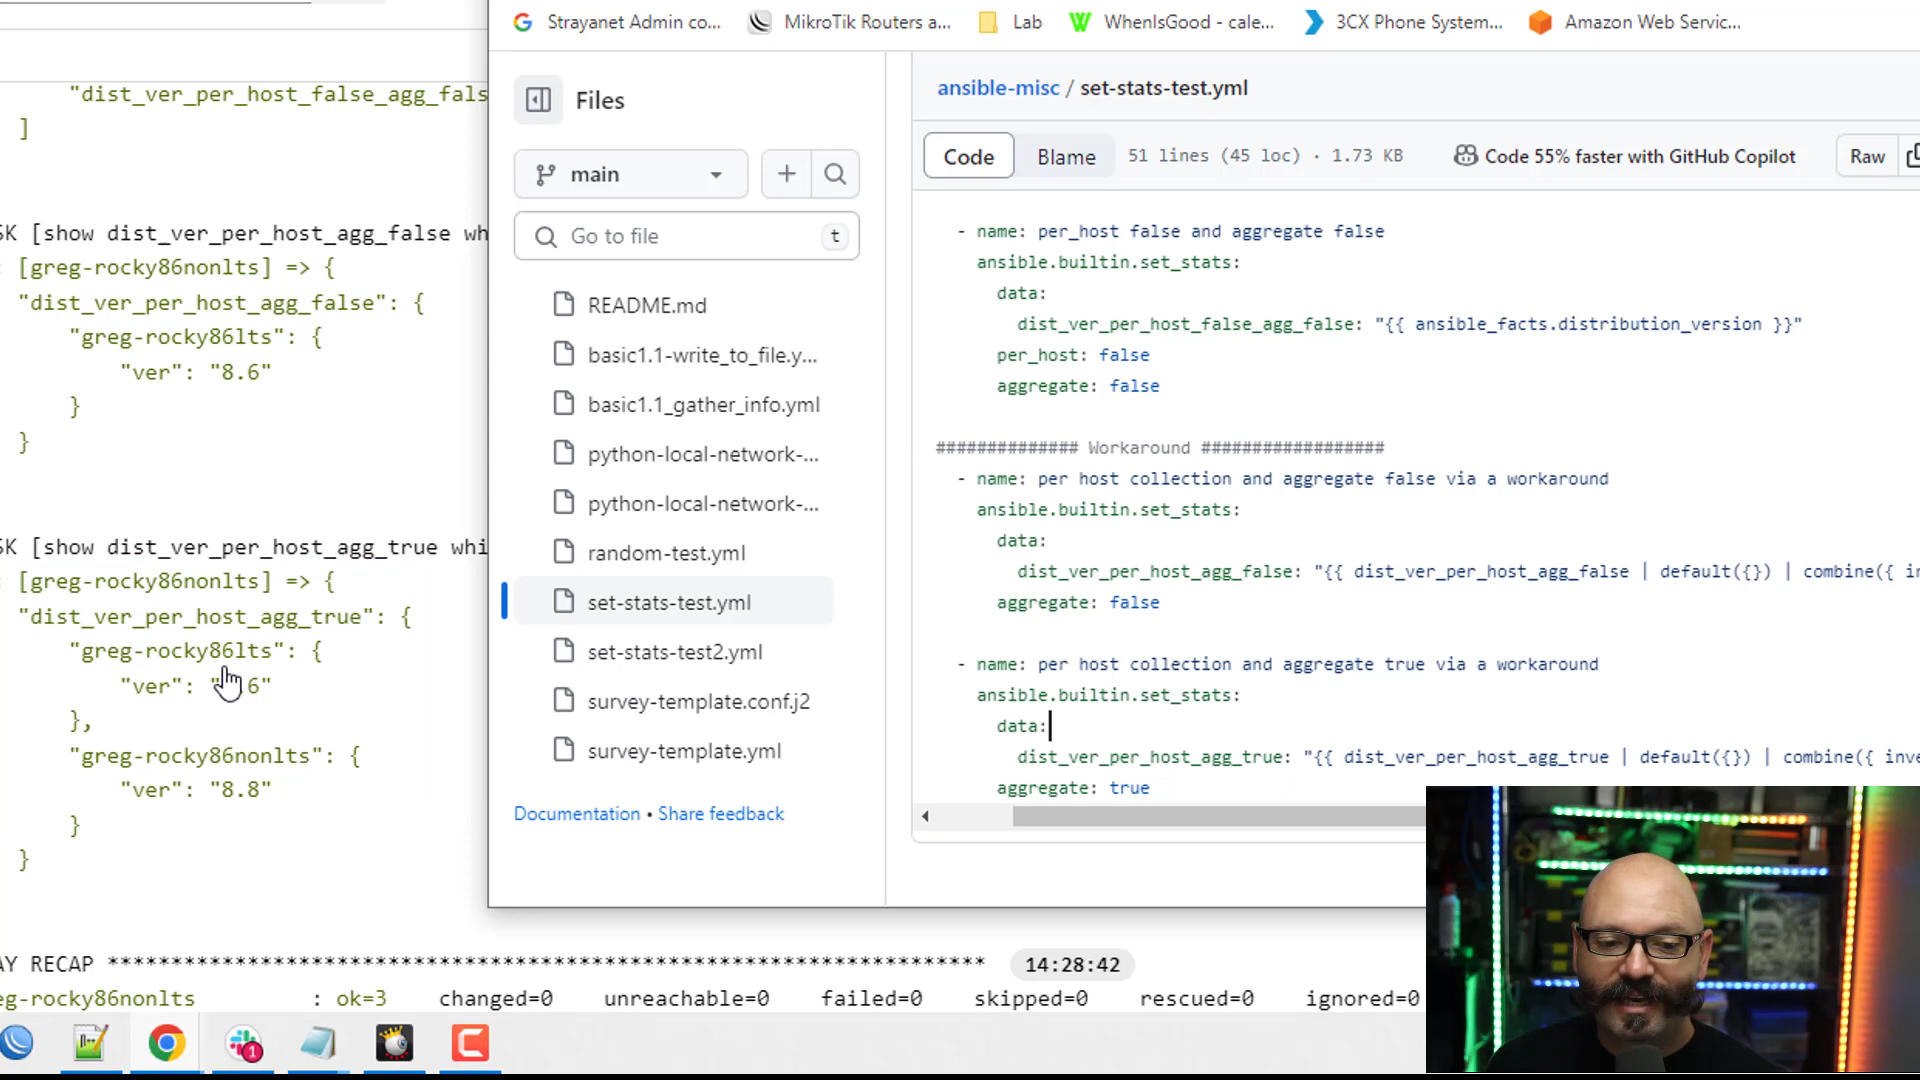 Strayanet Admin co...
MikroTik Routers a...
Lab
WhenIsGood - cale...
3CX Phone System...
Amazon Web Servic...
"dist_ver_per_host_false_agg_fals
]
SK [show dist_ver_per_host_agg_false wh
: [greg-rocky86nonlts] => {
"dist_ver_per_host_agg_false": {
"greg-rocky86lts": {
"ver": "8.6"
}
}
SK [show dist_ver_per_host_agg_true whi
: [greg-rocky86nonlts] => {
"dist_ver_per_host_agg_true": {
"greg-rocky86lts": {
"ver": " 6"
},
"greg-rocky86nonlts": {
"ver": "8.8"
}
}
Files
main
Go to file
t
README.md
basic1.1-write_to_file.y...
basic1.1_gather_info.yml
python-local-network-...
python-local-network-...
random-test.yml
set-stats-test.yml
set-stats-test2.yml
survey-template.conf.j2
survey-template.yml
Documentation • Share feedback
ansible-misc / set-stats-test.yml
Code
Blame
51 lines (45 loc) · 1.73 KB
Code 55% faster with GitHub Copilot
Raw
- name: per_host false and aggregate false
ansible.builtin.set_stats:
data:
dist_ver_per_host_false_agg_false: "{{ ansible_facts.distribution_version }}"
per_host: false
aggregate: false
############## Workaround ##################
- name: per host collection and aggregate false via a workaround
ansible.builtin.set_stats:
data:
dist_ver_per_host_agg_false: "{{ dist_ver_per_host_agg_false | default({}) | combine({ in
aggregate: false
- name: per host collection and aggregate true via a workaround
ansible.builtin.set_stats:
data:
dist_ver_per_host_agg_true: "{{ dist_ver_per_host_agg_true | default({}) | combine({ inve
aggregate: true
AY RECAP *********************************************************************
14:28:42
eg-rocky86nonlts : ok=3 changed=0 unreachable=0 failed=0 skipped=0 rescued=0 ignored=0
1